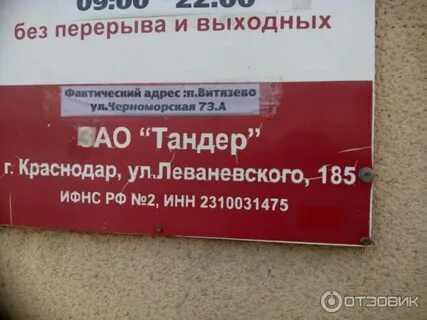 09:00 - 22:00
без перерыва и выходных
Фактический адрес :п.Витязево
ул.Черноморская 73.А
ЗАО "Тандер"
г. Краснодар, ул.Леваневского, 185
ИФНС РФ №2, ИНН 2310031475
ОТЗОВИК